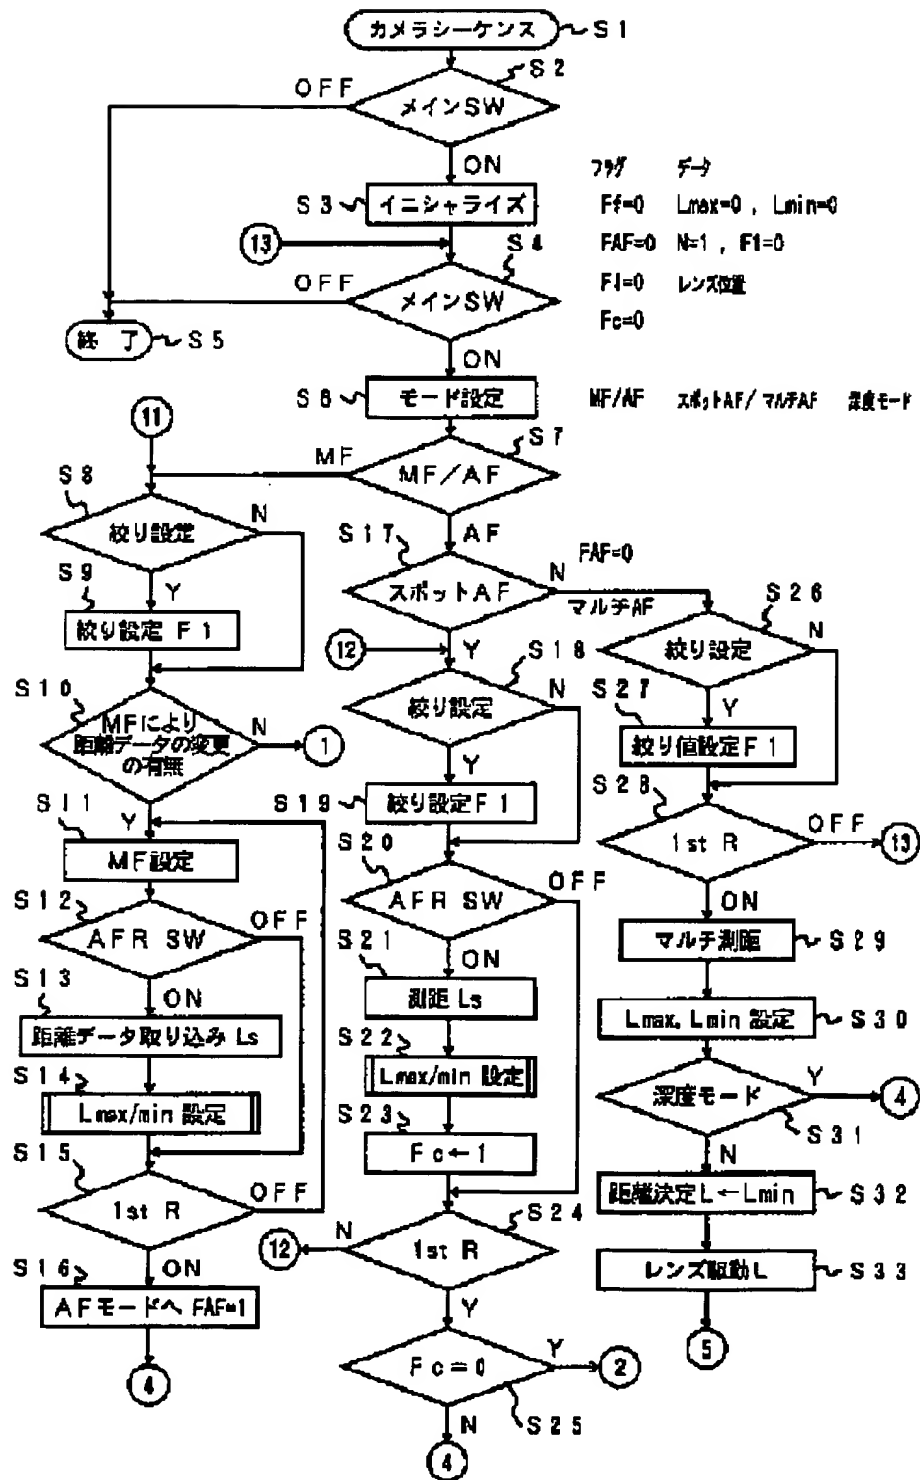 カメラシーケンス S1
S2
OFF
メインSW
ON
フラグ データ
S3 イニシャライズ
Ff=0 Lmax=0 , Lmin=0
13
S4
FAF=0 N=1 , F1=0
OFF
メインSW
Fl=0 レンズ位置
Fc=0
終了 S5
ON
S6 モード設定
MF/AF スポットAF/マルチAF 深度モード
11
S7
MF
MF/AF
S8
絞り設定
N
AF
S17
FAF=0
スポットAF
N
マルチAF
S9
Y
絞り設定 F1
S26
絞り設定
N
12
Y
S18
S10
MFにより
距離データの変更
の有無
N
1
絞り設定
N
S27
Y
絞り値設定F1
Y
S19 絞り設定F1
S28
1st R
OFF
13
S11
Y
MF設定
S20
AFR SW
OFF
ON
S12
AFR SW
OFF
マルチ測距 S29
S21
ON
測距 Ls
S13
ON
距離データ取り込み Ls
Lmax,Lmin 設定 S30
S22
Lmax/min 設定
S14
Lmax/min 設定
深度モード
Y
4
S31
S23
Fc←1
N
S15
1st R
OFF
距離決定L←Lmin S32
S24
N
12
1st R
S16
ON
AFモードへ FAF=1
レンズ駆動L S33
Y
Fc=0
Y
2
5
4
S25
N
4